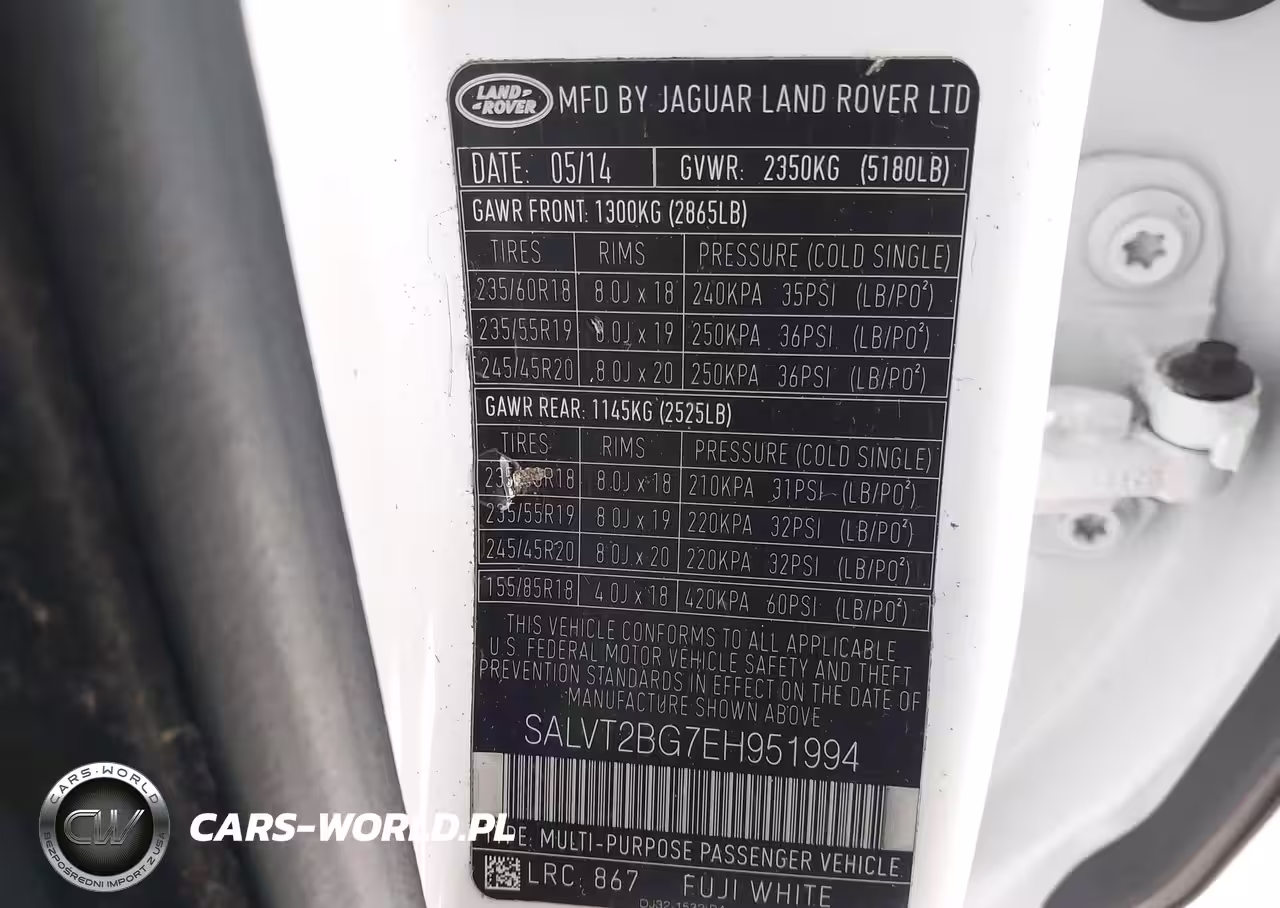 LAND ROVER MFD BY JAGUAR LAND ROVER LTD
DATE: 05/14 GVWR: 2350KG (5180LB)
GAWR FRONT: 1300KG (2865LB)
TIRES RIMS PRESSURE (COLD SINGLE)
235/60R18 8.0J x 18 240KPA 35PSI (LB/PO²)
235/55R19 8.0J x 19 250KPA 36PSI (LB/PO²)
245/45R20 8.0J x 20 250KPA 36PSI (LB/PO²)
GAWR REAR: 1145KG (2525LB)
TIRES RIMS PRESSURE (COLD SINGLE)
8.0J x 18 210KPA 31PSI (LB/PO²)
235/55R19 8.0J x 19 220KPA 32PSI (LB/PO²)
245/45R20 8.0J x 20 220KPA 32PSI (LB/PO²)
155/85R18 4.0J x 18 420KPA 60PSI (LB/PO²)
THIS VEHICLE CONFORMS TO ALL APPLICABLE
U.S. FEDERAL MOTOR VEHICLE SAFETY AND THEFT
PREVENTION STANDARDS IN EFFECT ON THE DATE OF
MANUFACTURE SHOWN ABOVE
SALVT2BG7EH951994
MULTI-PURPOSE PASSENGER VEHICLE
LRC: 867 FUJI WHITE
CARS-WORLD
CW
BEZPOŚREDNI IMPORT Z USA
CARS-WORLD.PL